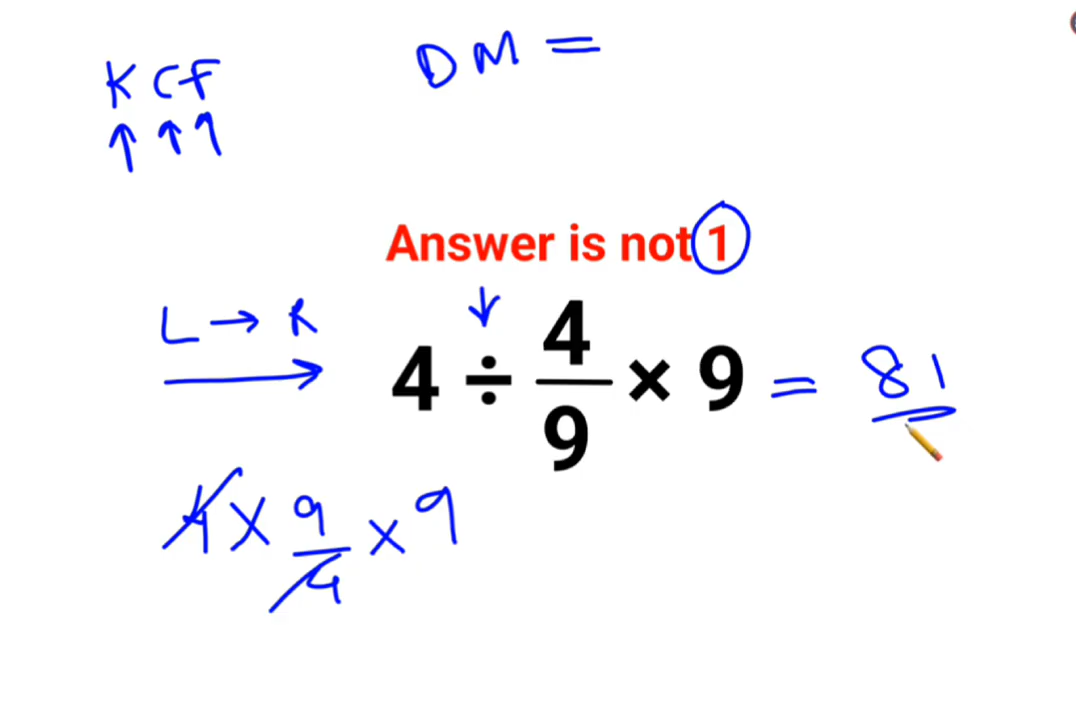 KCF
DM =
↑↑↑
Answer is not 1
L → R
4 ÷ 4/9 × 9 = 81
4 × 9/4 × 9